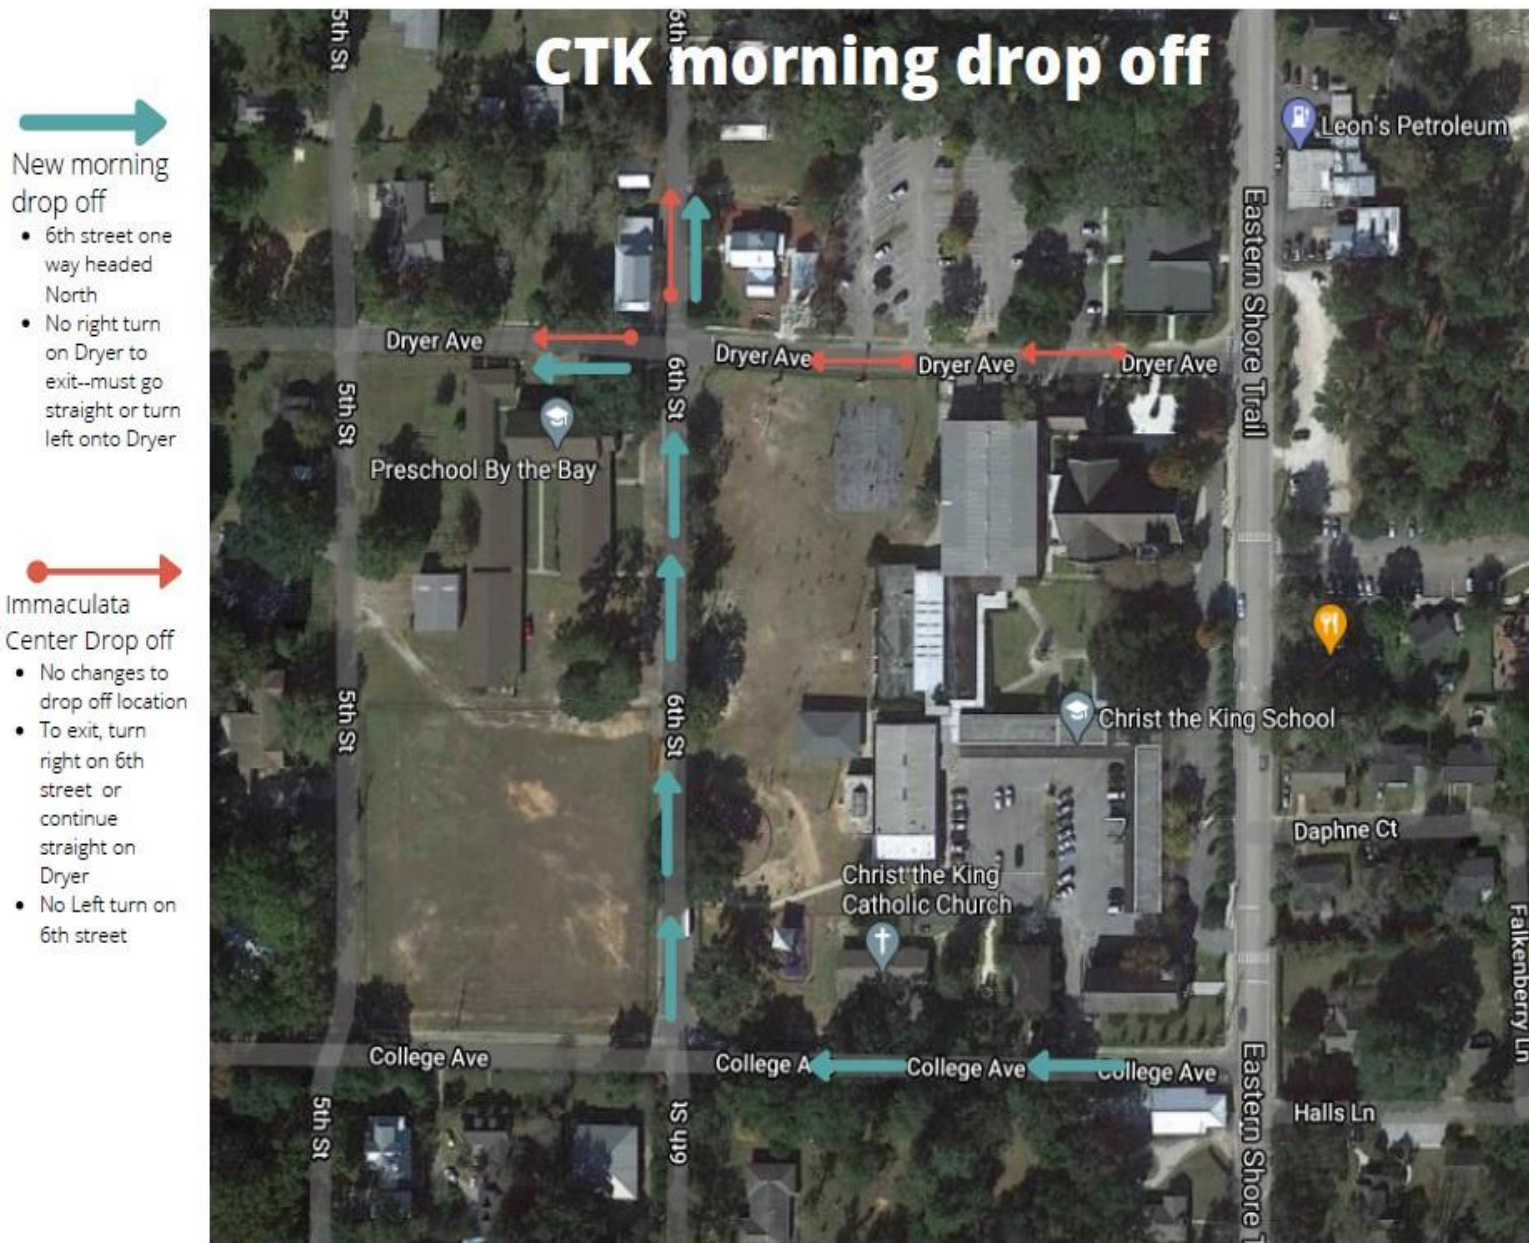 CTK morning drop off
New morning
drop off
• 6th street one
way headed
North
• No right turn
on Dryer to
exit--must go
straight or turn
left onto Dryer
Immaculata
Center Drop off
• No changes to
drop off location
• To exit, turn
right on 6th
street or
continue
straight on
Dryer
• No Left turn on
6th street
5th St
6th
Leon's Petroleum
Eastern Shore Trail
Dryer Ave
Dryer Ave
Dryer Ave
Dryer Ave
5th St
6th St
Preschool By the Bay
5th St
6th St
Christ the King School
Daphne Ct
Christ the King
Catholic Church
Falkenberry Ln
College Ave
College A
College Ave
College Ave
5th St
6th St
Eastern Shore T
Halls Ln